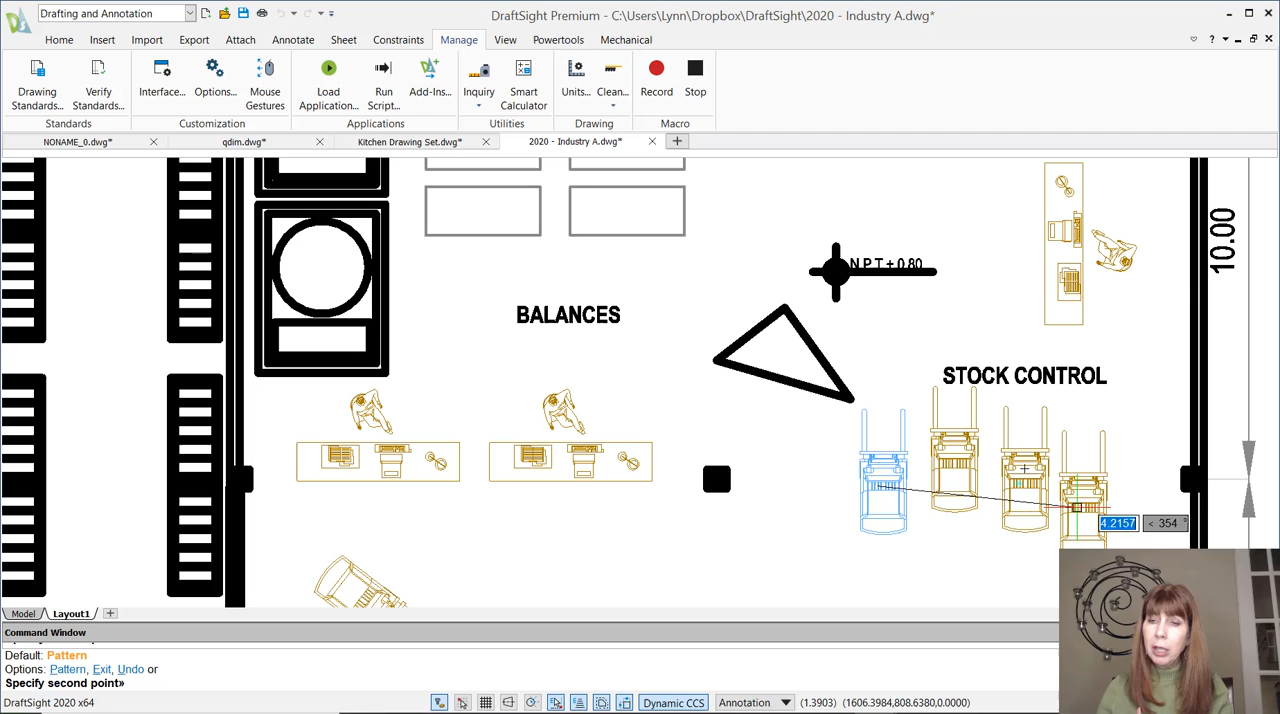 Drafting and Annotation
DraftSight Premium - C:\Users\Lynn\Dropbox\DraftSight\2020 - Industry A.dwg*
Home Insert Import Export Attach Annotate Sheet Constraints Manage View Powertools Mechanical
Drawing Standards...
Verify Standards...
Interface...
Options...
Mouse Gestures
Load Application...
Run Script...
Add-Ins...
Inquiry
Smart Calculator
Units...
Clean...
Record
Stop
Standards Customization Applications Utilities Drawing Macro
NONAME_0.dwg* qdim.dwg* Kitchen Drawing Set.dwg* 2020 - Industry A.dwg*
10.00
N P T + 0.80
BALANCES
STOCK CONTROL
4.2157 < 354 °
Model Layout1
Command Window
Default: Pattern
Options: Pattern, Exit, Undo or
Specify second point»
DraftSight 2020 x64
Dynamic CCS Annotation (1.3903) (1606.3984,808.6380,0.0000)